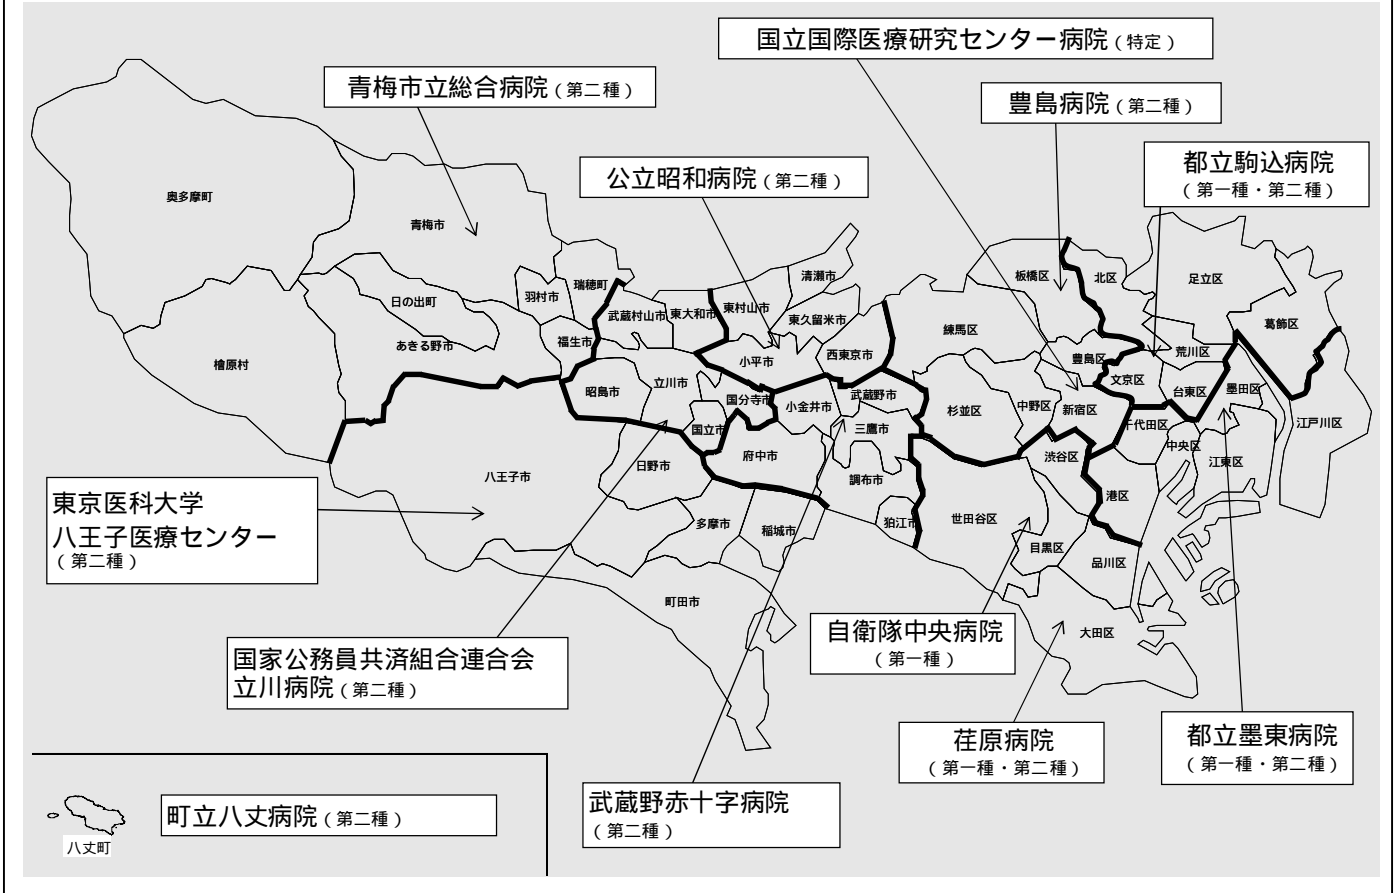 国立国際医療研究センター病院（特定）
青梅市立総合病院（第二種）
豊島病院（第二種）
都立駒込病院
（第一種・第二種）
公立昭和病院（第二種）
奥多摩町
青梅市
清瀬市
板橋区
北区
足立区
瑞穂町
羽村市
日の出町
武蔵村山市
東大和市
東村山市
東久留米市
練馬区
葛飾区
福生市
あきる野市
小平市
西東京市
豊島区
荒川区
檜原村
昭島市
立川市
国分寺市
小金井市
武蔵野市
杉並区
中野区
新宿区
文京区
台東区
墨田区
国立市
三鷹市
千代田区
江戸川区
日野市
府中市
渋谷区
中央区
江東区
八王子市
調布市
港区
多摩市
稲城市
狛江市
世田谷区
目黒区
品川区
町田市
大田区
東京医科大学
八王子医療センター
（第二種）
国家公務員共済組合連合会
立川病院（第二種）
自衛隊中央病院
（第一種）
荏原病院
（第一種・第二種）
都立墨東病院
（第一種・第二種）
武蔵野赤十字病院
（第二種）
町立八丈病院（第二種）
八丈町